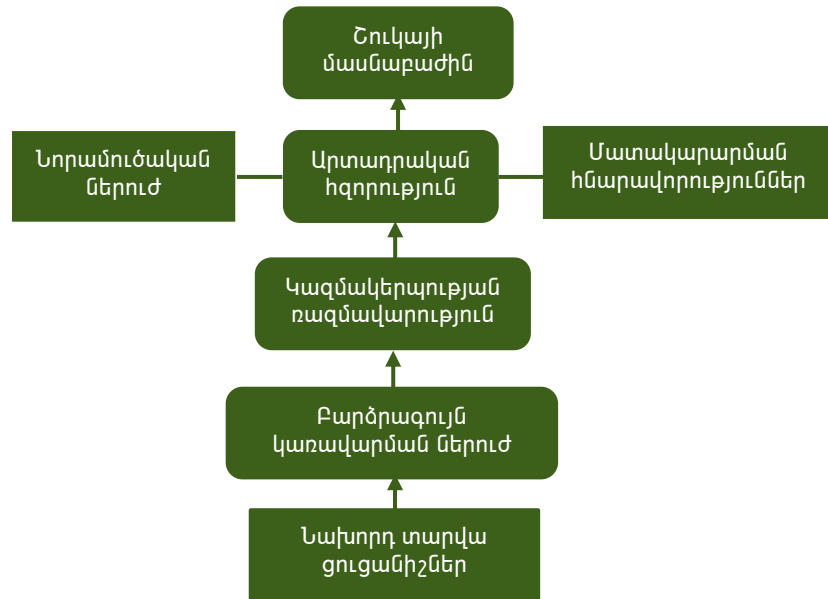 Շուկայի
մասնաբաժին
Նորամուծական
ներուժ
Արտադրական
հզորություն
Մատակարարման
հնարավորություններ
Կազմակերպության
ռազմավարություն
Բարձրագույն
կառավարման ներուժ
Նախորդ տարվա
ցուցանիշներ